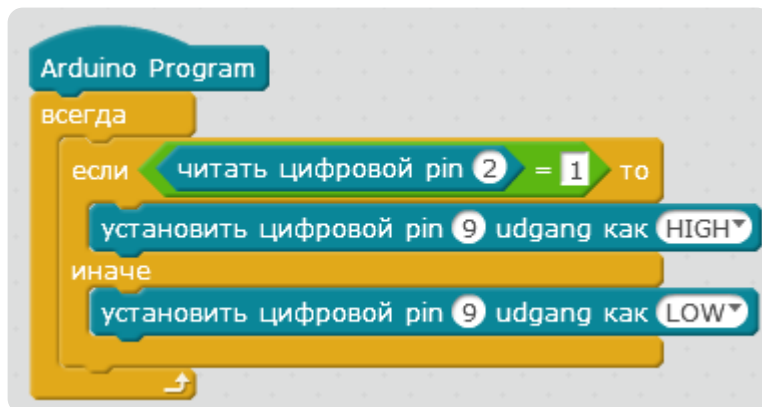 Arduino Program
всегда
если читать цифровой pin 2 = 1 то
установить цифровой pin 9 udgang как HIGH
иначе
установить цифровой pin 9 udgang как LOW